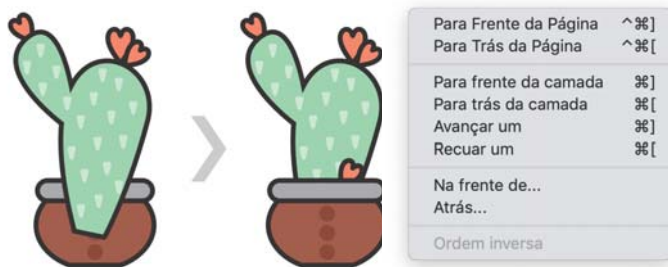 Para Frente da Página ^⌘]
Para Trás da Página ^⌘[
Para frente da camada ⌘]
Para trás da camada ⌘[
Avançar um ⌘]
Recuar um ⌘[
Na frente de...
Atrás...
Ordem inversa